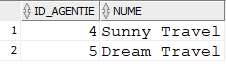 ID_AGENTIE NUME
1 4 Sunny Travel
2 5 Dream Travel